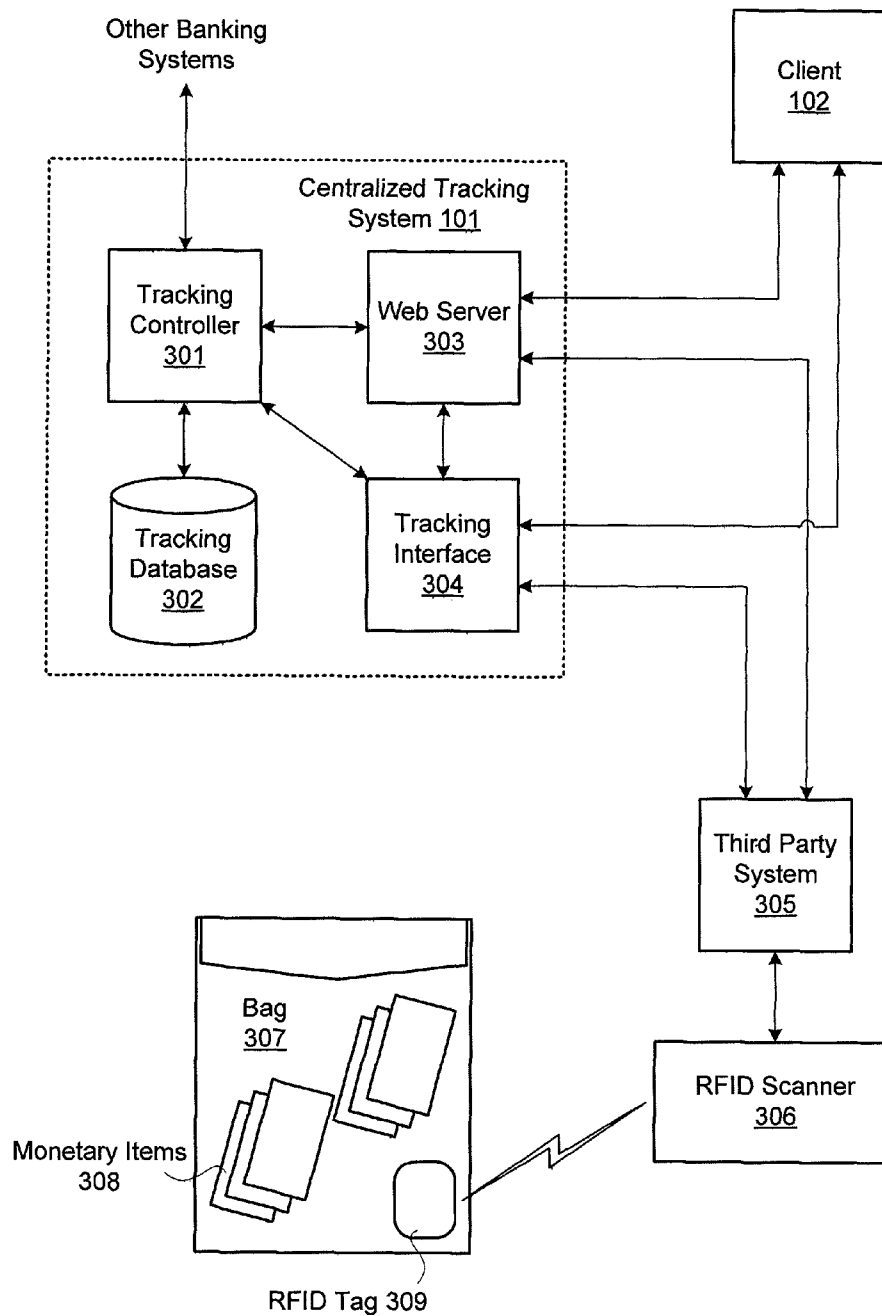 Other Banking
Systems
Client
102
Centralized Tracking
System 101
Tracking
Controller
301
Web Server
303
Tracking
Database
302
Tracking
Interface
304
Third Party
System
305
Bag
307
RFID Scanner
306
Monetary Items
308
RFID Tag 309